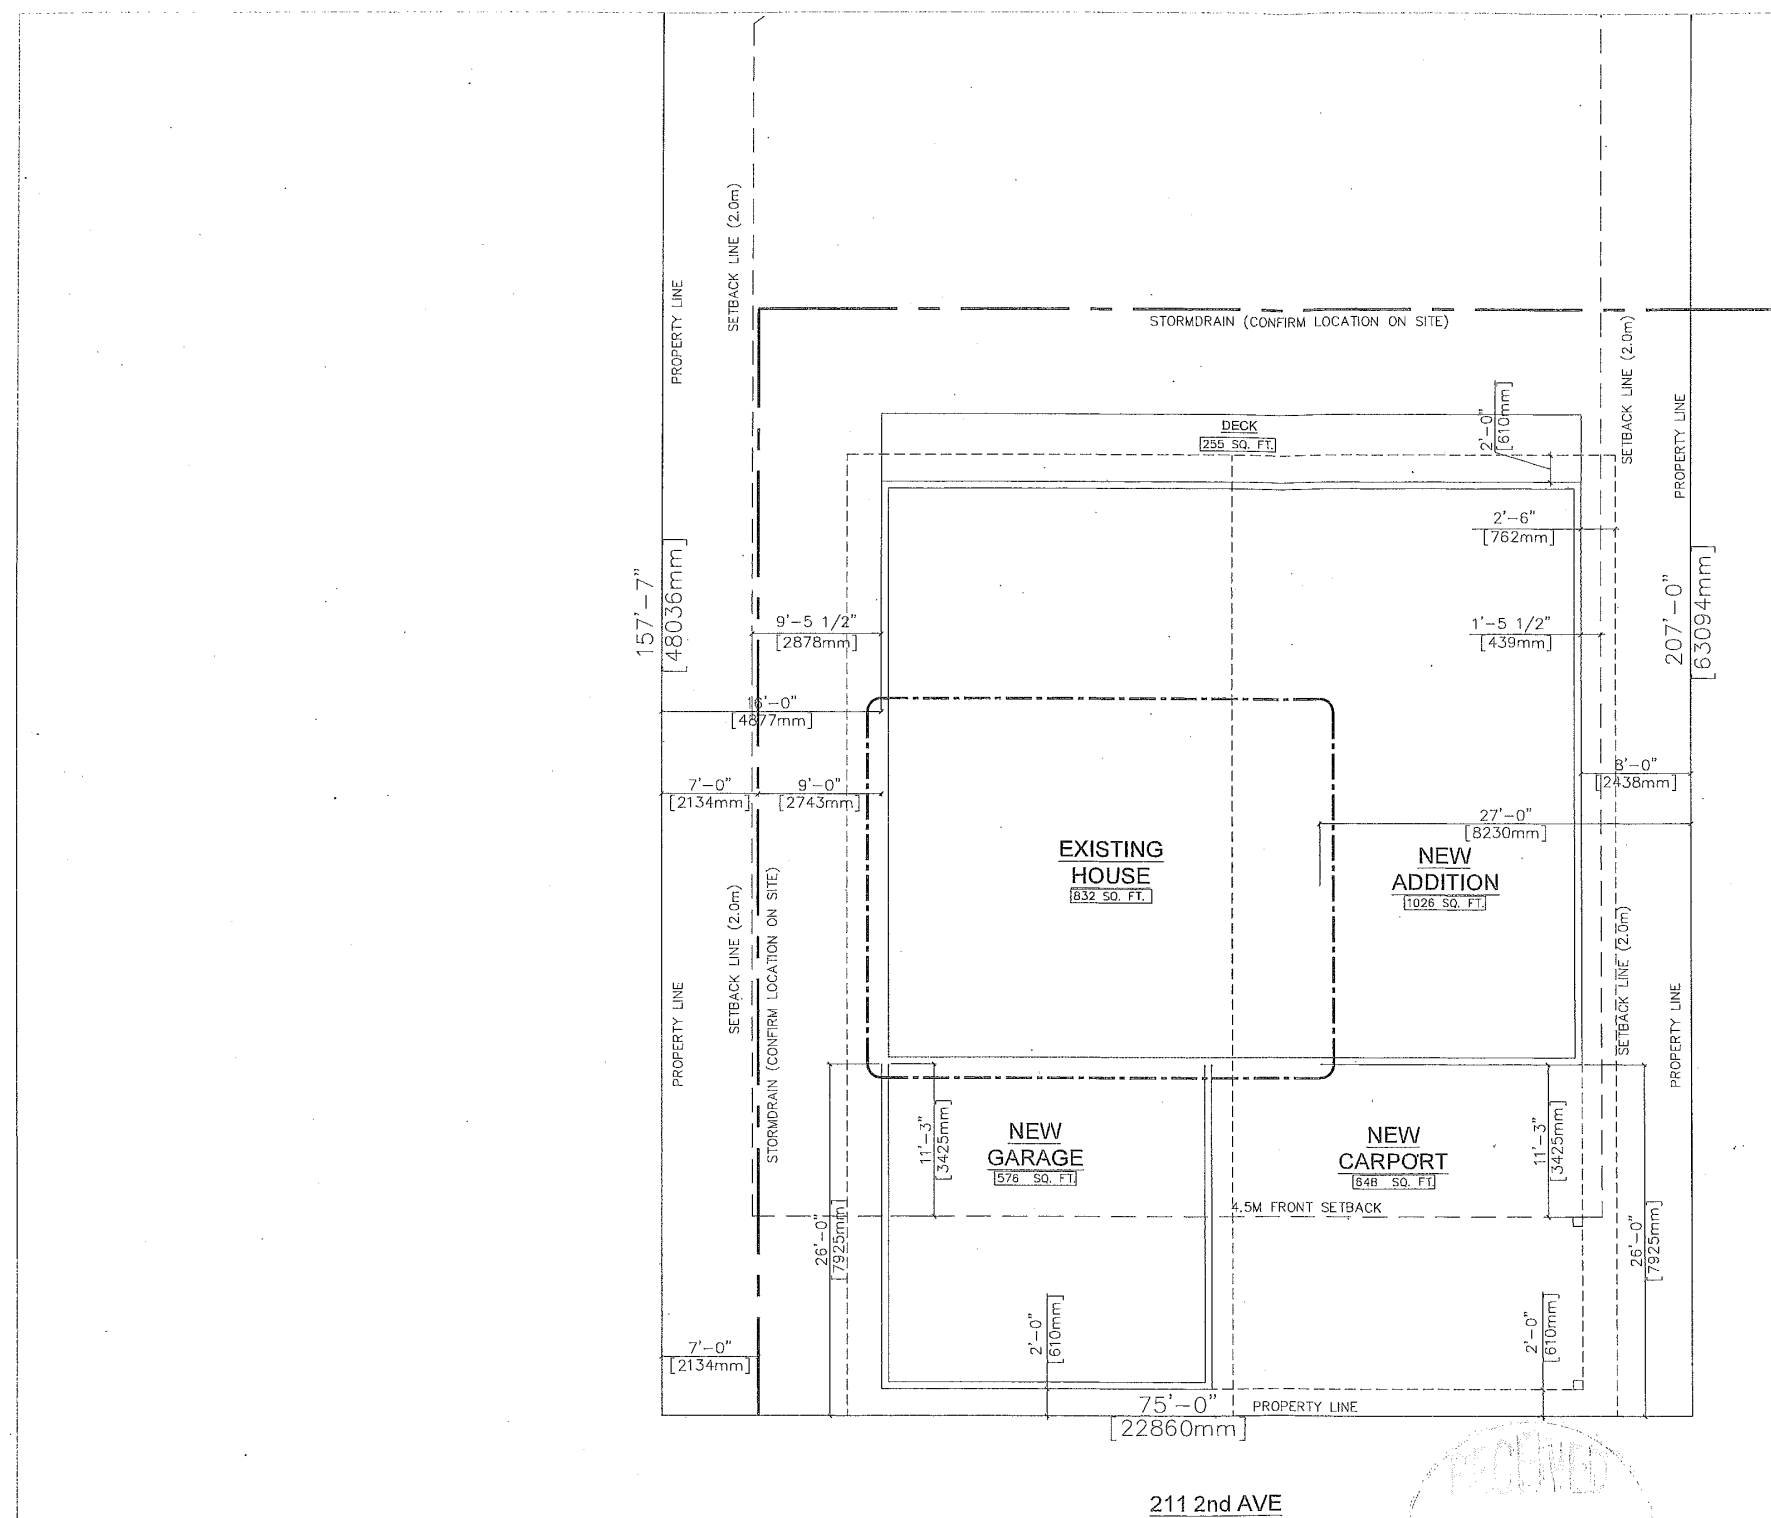 SETBACK LINE (2.0m)
PROPERTY LINE
STORMDRAIN (CONFIRM LOCATION ON SITE)
SETBACK LINE (2.0m)
PROPERTY LINE
2'-0"
[610mm]
DECK
255 SQ. FT.
2'-6"
[762mm]
157'-7"
[48036mm]
207'-0"
[63094mm]
9'-5 1/2"
[2878mm]
1'-5 1/2"
[439mm]
16'-0"
[4877mm]
7'-0"
[2134mm]
9'-0"
[2743mm]
8'-0"
[2438mm]
27'-0"
[8230mm]
EXISTING
HOUSE
832 SQ. FT.
NEW
ADDITION
1026 SQ. FT.
SETBACK LINE (2.0m)
STORMDRAIN (CONFIRM LOCATION ON SITE)
PROPERTY LINE
SETBACK LINE (2.0m)
PROPERTY LINE
11'-3"
[3425mm]
NEW
GARAGE
576 SQ. FT.
NEW
CARPORT
648 SQ. FT.
11'-3"
[3425mm]
4.5M FRONT SETBACK
26'-0"
[7925mm]
26'-0"
[7925mm]
2'-0"
[610mm]
2'-0"
[610mm]
7'-0"
[2134mm]
75'-0"
[22860mm]
PROPERTY LINE
RECEIVED
211 2nd AVE